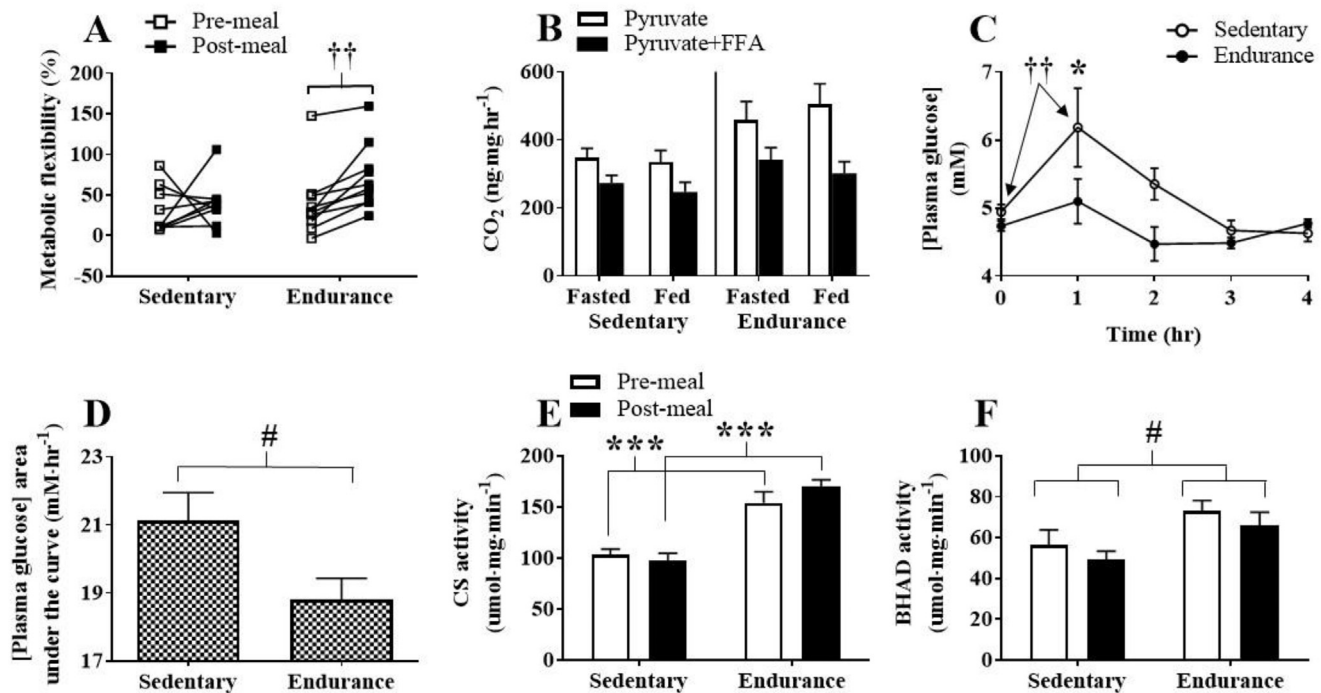 A
Pre-meal
Post-meal
††
Metabolic flexibility (%)
200
150
100
50
0
-50
Sedentary
Endurance
B
Pyruvate
Pyruvate+FFA
CO₂ (ng·mg·hr⁻¹)
600
400
200
0
Fasted Fed Fasted Fed
Sedentary Endurance
C
Sedentary
Endurance
†† *
[Plasma glucose]
(mM)
7
6
5
4
0 1 2 3 4
Time (hr)
D
#
[Plasma glucose] area
under the curve (mM·hr⁻¹)
23
21
19
17
Sedentary Endurance
E
Pre-meal
Post-meal
*** ***
CS activity
(umol·mg·min⁻¹)
200
150
100
50
0
Sedentary Endurance
F
#
BHAD activity
(umol·mg·min⁻¹)
100
80
60
40
20
0
Sedentary Endurance